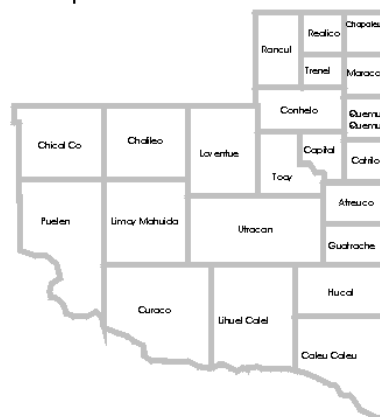 Chapaleu
Realico
Rancul
Trenel
Maraco
Conhelo
Quemu
Quemu
Chical Co
Chalileo
Loventue
Capital
Catrilo
Toay
Atreuco
Puelen
Limay Mahuida
Utracan
Guatrache
Hucal
Curaco
Lihuel Calel
Caleu Caleu